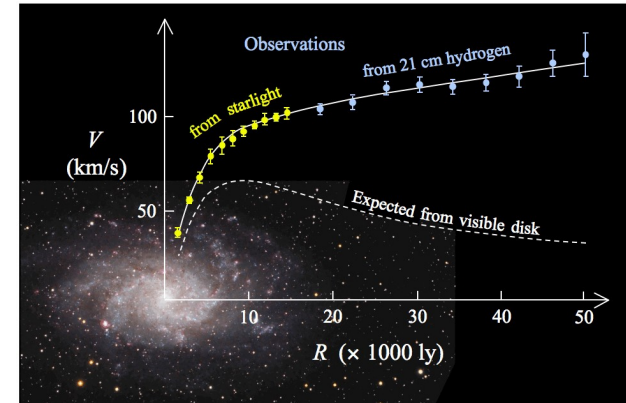 Observations
from 21 cm hydrogen
from starlight
100
V
(km/s)
50
Expected from visible disk
10
20
30
40
50
R (× 1000 ly)